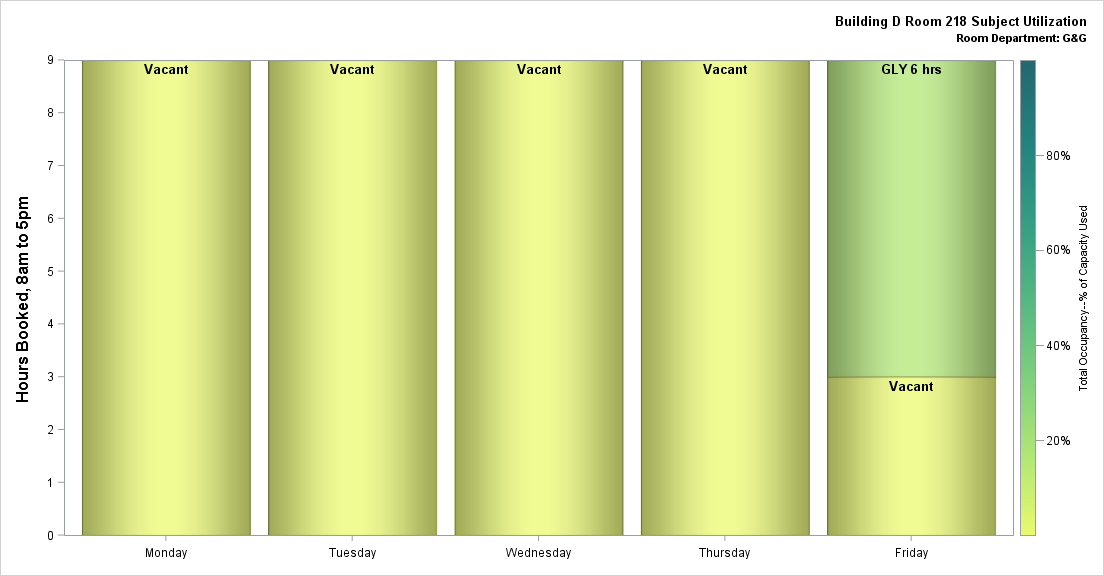 Building D Room 218 Subject Utilization
Room Department: G&G
Hours Booked, 8am to 5pm
9
8
7
6
5
4
3
2
1
0
Vacant
Vacant
Vacant
Vacant
GLY 6 hrs
Vacant
Monday
Tuesday
Wednesday
Thursday
Friday
80%
60%
40%
20%
Total Occupancy--% of Capacity Used